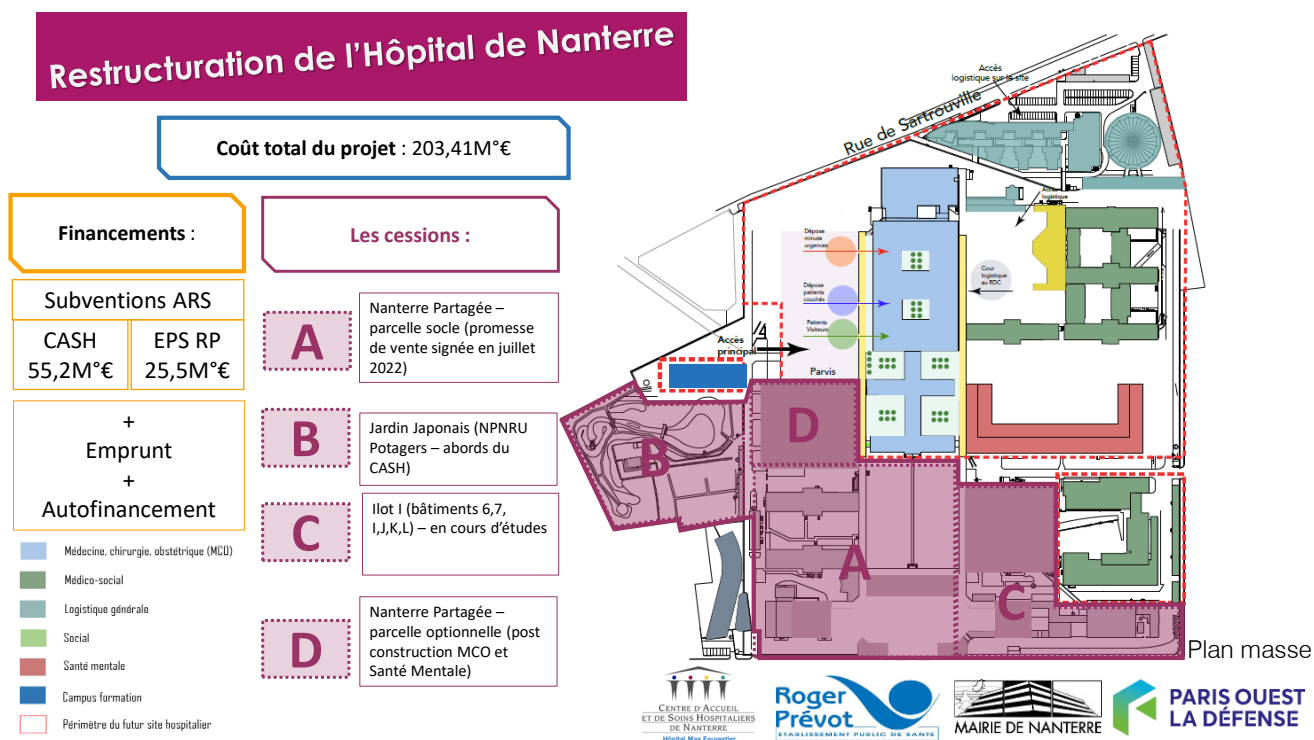 Restructuration de l'Hôpital de Nanterre
Coût total du projet : 203,41M°€
Financements :
Subventions ARS
CASH
55,2M°€
EPS RP
25,5M°€
+
Emprunt
+
Autofinancement
Médecine, chirurgie, obstétrique (MCO)
Médico-social
Logistique générale
Social
Santé mentale
Campus formation
Périmètre du futur site hospitalier
Les cessions :
A
Nanterre Partagée –
parcelle socle (promesse
de vente signée en juillet
2022)
B
Jardin Japonais (NPNRU
Potagers – abords du
CASH)
C
Ilot I (bâtiments 6,7,
I,J,K,L) – en cours d'études
D
Nanterre Partagée –
parcelle optionnelle (post
construction MCO et
Santé Mentale)
Accès
logistique sur le site
Rue de Sartrouville
Accès
logistique
Dépose
minute
urgences
Dépose
patients
couchés
Patients
Visiteurs
Cour
logistique
au RDC
Accès
principal
Parvis
D
B
A
C
Plan masse
CENTRE D'ACCUEIL
ET DE SOINS HOSPITALIERS
DE NANTERRE
Hôpital Max Fourestier
Roger
Prévot
ETABLISSEMENT PUBLIC DE SANTE
MAIRIE DE NANTERRE
PARIS OUEST
LA DÉFENSE